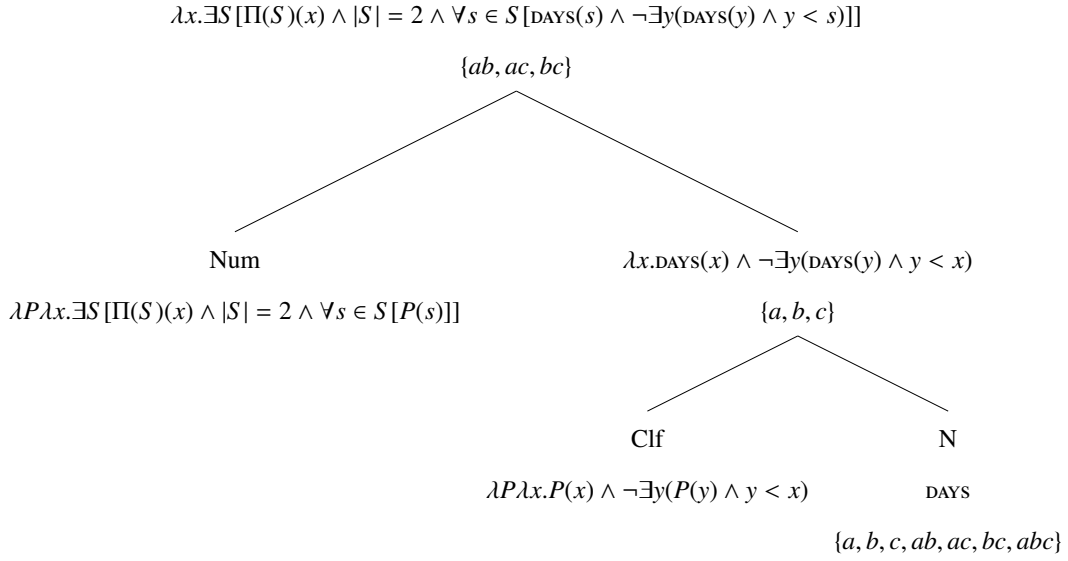 λx.∃S[Π(S)(x) ∧ |S| = 2 ∧ ∀s ∈ S[DAYS(s) ∧ ¬∃y(DAYS(y) ∧ y < s)]]
{ab, ac, bc}
Num λx.DAYS(x) ∧ ¬∃y(DAYS(y) ∧ y < x)
λPλx.∃S[Π(S)(x) ∧ |S| = 2 ∧ ∀s ∈ S[P(s)]] {a, b, c}
Clf N
λPλx.P(x) ∧ ¬∃y(P(y) ∧ y < x) DAYS
{a, b, c, ab, ac, bc, abc}